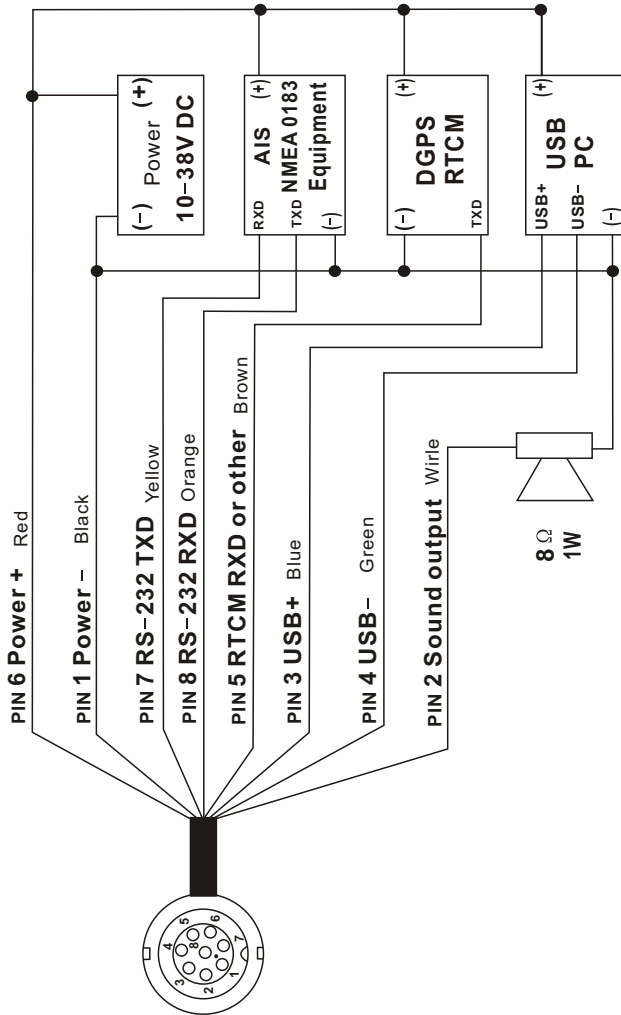 PIN 6 Power + Red
PIN 1 Power − Black
PIN 7 RS−232 TXD Yellow
PIN 8 RS−232 RXD Orange
PIN 5 RTCM RXD or other Brown
PIN 3 USB+ Blue
PIN 4 USB− Green
PIN 2 Sound output Wirle
(−) Power (+)
10−38V DC
RXD
TXD
(−)
AIS
NMEA 0183
Equipment
(+)
(−)
TXD
DGPS
RTCM
(+)
USB+
USB−
(−)
USB
PC
(+)
8 Ω
1W
1
2
3
4
5
6
7
8